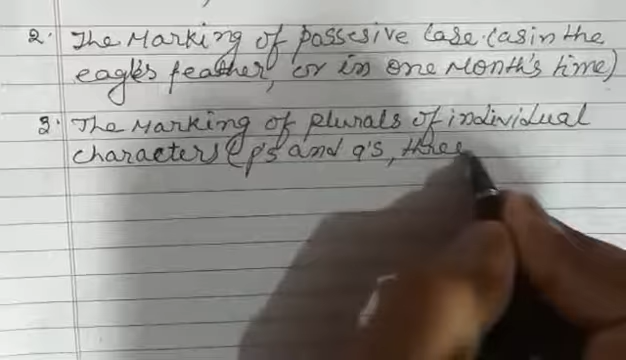 2. The Marking of possesive case (as in the
eagle's feather, or in one Month's time)
3. The Marking of plurals of individual
characters (p's and q's, three